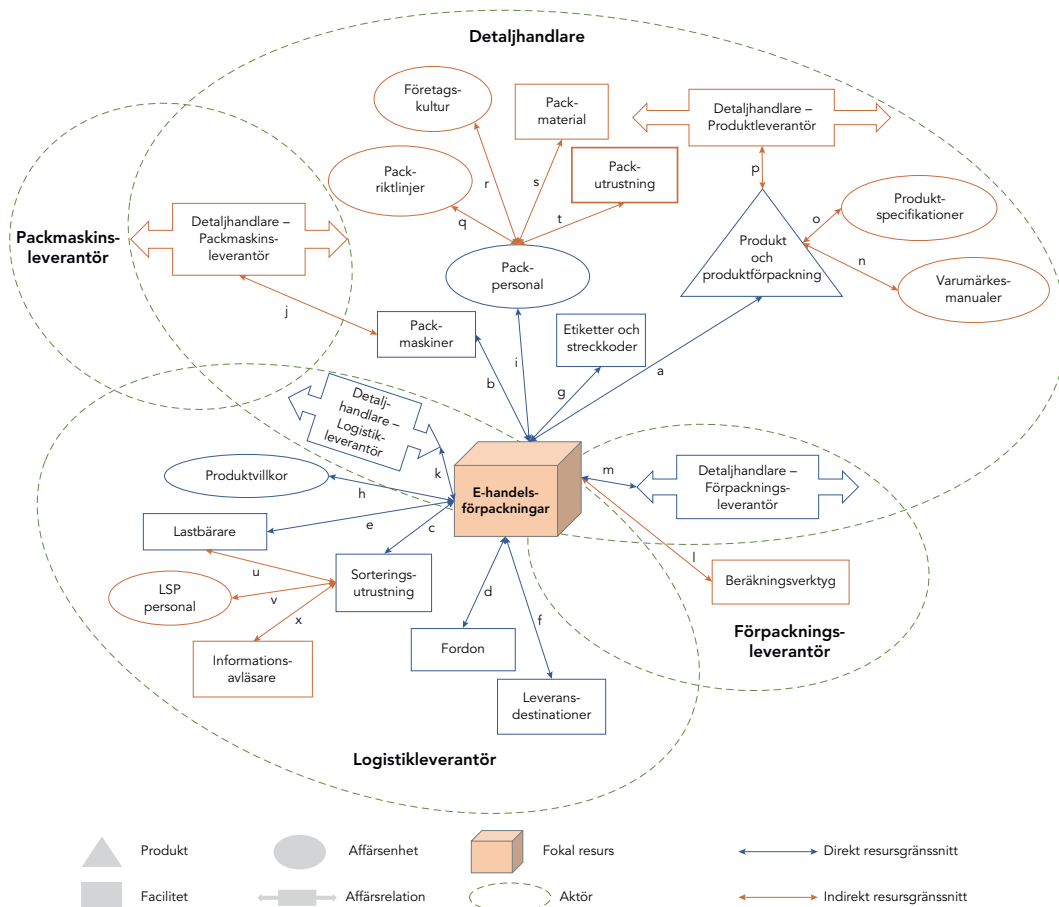 Detaljhandlare
Företags-
kultur
Pack-
material
Detaljhandlare –
Produktleverantör
Pack-
riktlinjer
Pack-
utrustning
r
s
p
q
t
Produkt-
specifikationer
o
Detaljhandlare –
Packmaskins-
leverantör
Packmaskins-
leverantör
Produkt
och
produktförpackning
n
Pack-
personal
Varumärkes-
manualer
j
Pack-
maskiner
Etiketter och
streckkoder
i
b
g
a
Detalj-
handlare –
Logistik-
leverantör
k
m
Detaljhandlare –
Förpacknings-
leverantör
Produktvillkor
h
E-handels-
förpackningar
Lastbärare
e
c
l
u
Sorterings-
utrustning
Beräkningsverktyg
LSP
personal
v
x
d
f
Förpacknings-
leverantör
Informations-
avläsare
Fordon
Leverans-
destinationer
Logistikleverantör
Produkt
Affärsenhet
Fokal resurs
Direkt resursgränssnitt
Facilitet
Affärsrelation
Aktör
Indirekt resursgränssnitt